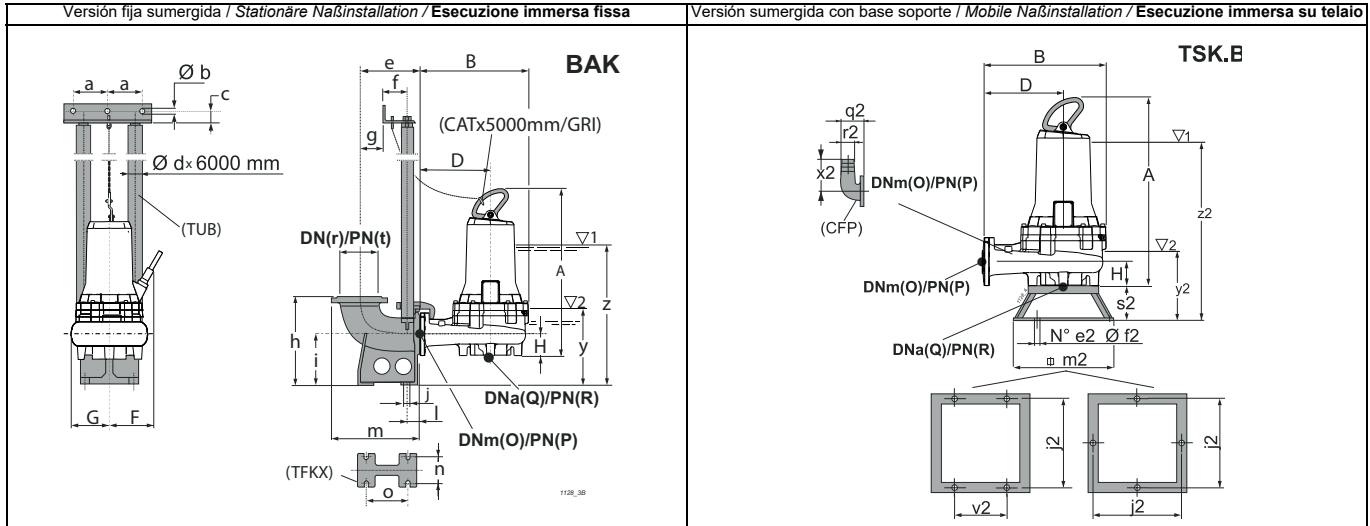 Versión fija sumergida / Stationäre Naßinstallation / Esecuzione immersa fissa
Versión sumergida con base soporte / Mobile Naßinstallation / Esecuzione immersa su telaio
BAK
a a
Ø b
c
Ø d x 6000 mm
(TUB)
G F
e B
f
g
(CATx5000mm/GRI)
D
DN(r)/PN(t)
▽1
A
z
▽2
h
i
H
y
j
l
DNa(Q)/PN(R)
m
DNm(O)/PN(P)
(TFKX)
n
o
1128_3B
TSK.B
B
D
q2
r2
x2
▽1
A
DNm(O)/PN(P)
(CFP)
z2
▽2
H
DNm(O)/PN(P)
y2
s2
DNa(Q)/PN(R)
N° e2 Ø f2
m2
j2
j2
v2
j2